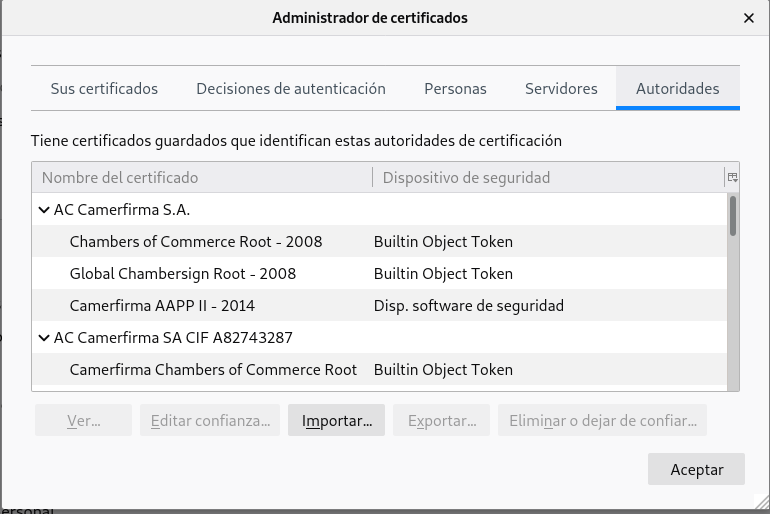 Administrador de certificados
Sus certificados Decisiones de autenticación Personas Servidores Autoridades
Tiene certificados guardados que identifican estas autoridades de certificación
Nombre del certificado Dispositivo de seguridad
AC Camerfirma S.A.
Chambers of Commerce Root - 2008 Builtin Object Token
Global Chambersign Root - 2008 Builtin Object Token
Camerfirma AAPP II - 2014 Disp. software de seguridad
AC Camerfirma SA CIF A82743287
Camerfirma Chambers of Commerce Root Builtin Object Token
Ver... Editar confianza... Importar... Exportar... Eliminar o dejar de confiar...
Aceptar